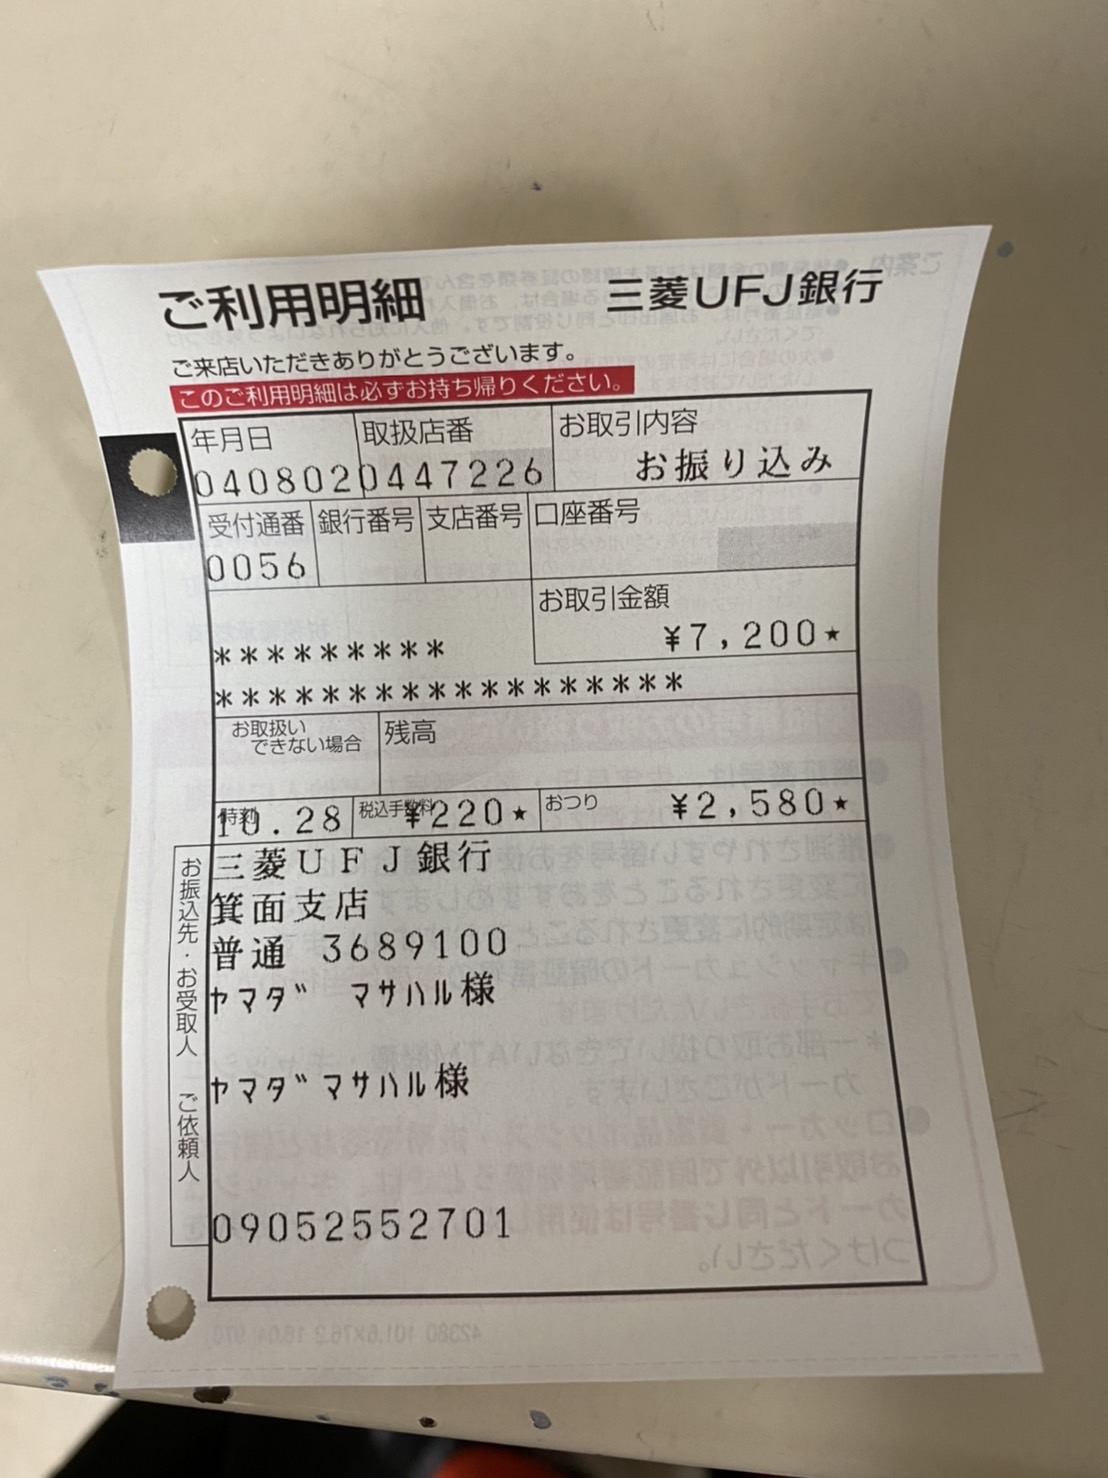 ご利用明細 三菱UFJ銀行
ご来店いただきありがとうございます。
このご利用明細は必ずお持ち帰りください。
年月日 取扱店番 お取引内容
040802 0447226 お振り込み
受付通番 銀行番号 支店番号 口座番号
0056
お取引金額
¥7,200★
*********
******************
お取扱い
できない場合
残高
時刻 10.28 税込手数料 ¥220★ おつり ¥2,580★
お振込先・お受取人 ご依頼人
三菱UFJ銀行
箕面支店
普通 3689100
ヤマダ マサハル様
ヤマダマサハル様
09052552701